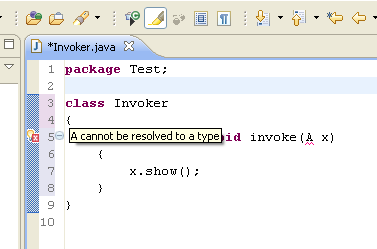 *Invoker.java
1 package Test;
2
3 class Invoker
4 {
5 A cannot be resolved to a type id invoke(A x)
6 {
7 x.show();
8 }
9 }
10